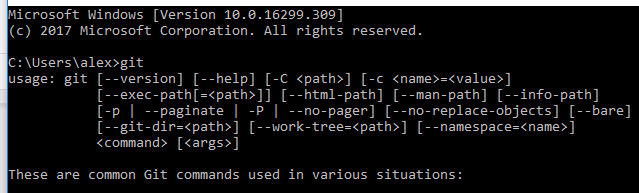 Microsoft Windows [Version 10.0.16299.309]
(c) 2017 Microsoft Corporation. All rights reserved.
C:\Users\alex>git
usage: git [--version] [--help] [-C <path>] [-c <name>=<value>]
[--exec-path[=<path>]] [--html-path] [--man-path] [--info-path]
[-p | --paginate | -P | --no-pager] [--no-replace-objects] [--bare]
[--git-dir=<path>] [--work-tree=<path>] [--namespace=<name>]
<command> [<args>]
These are common Git commands used in various situations: